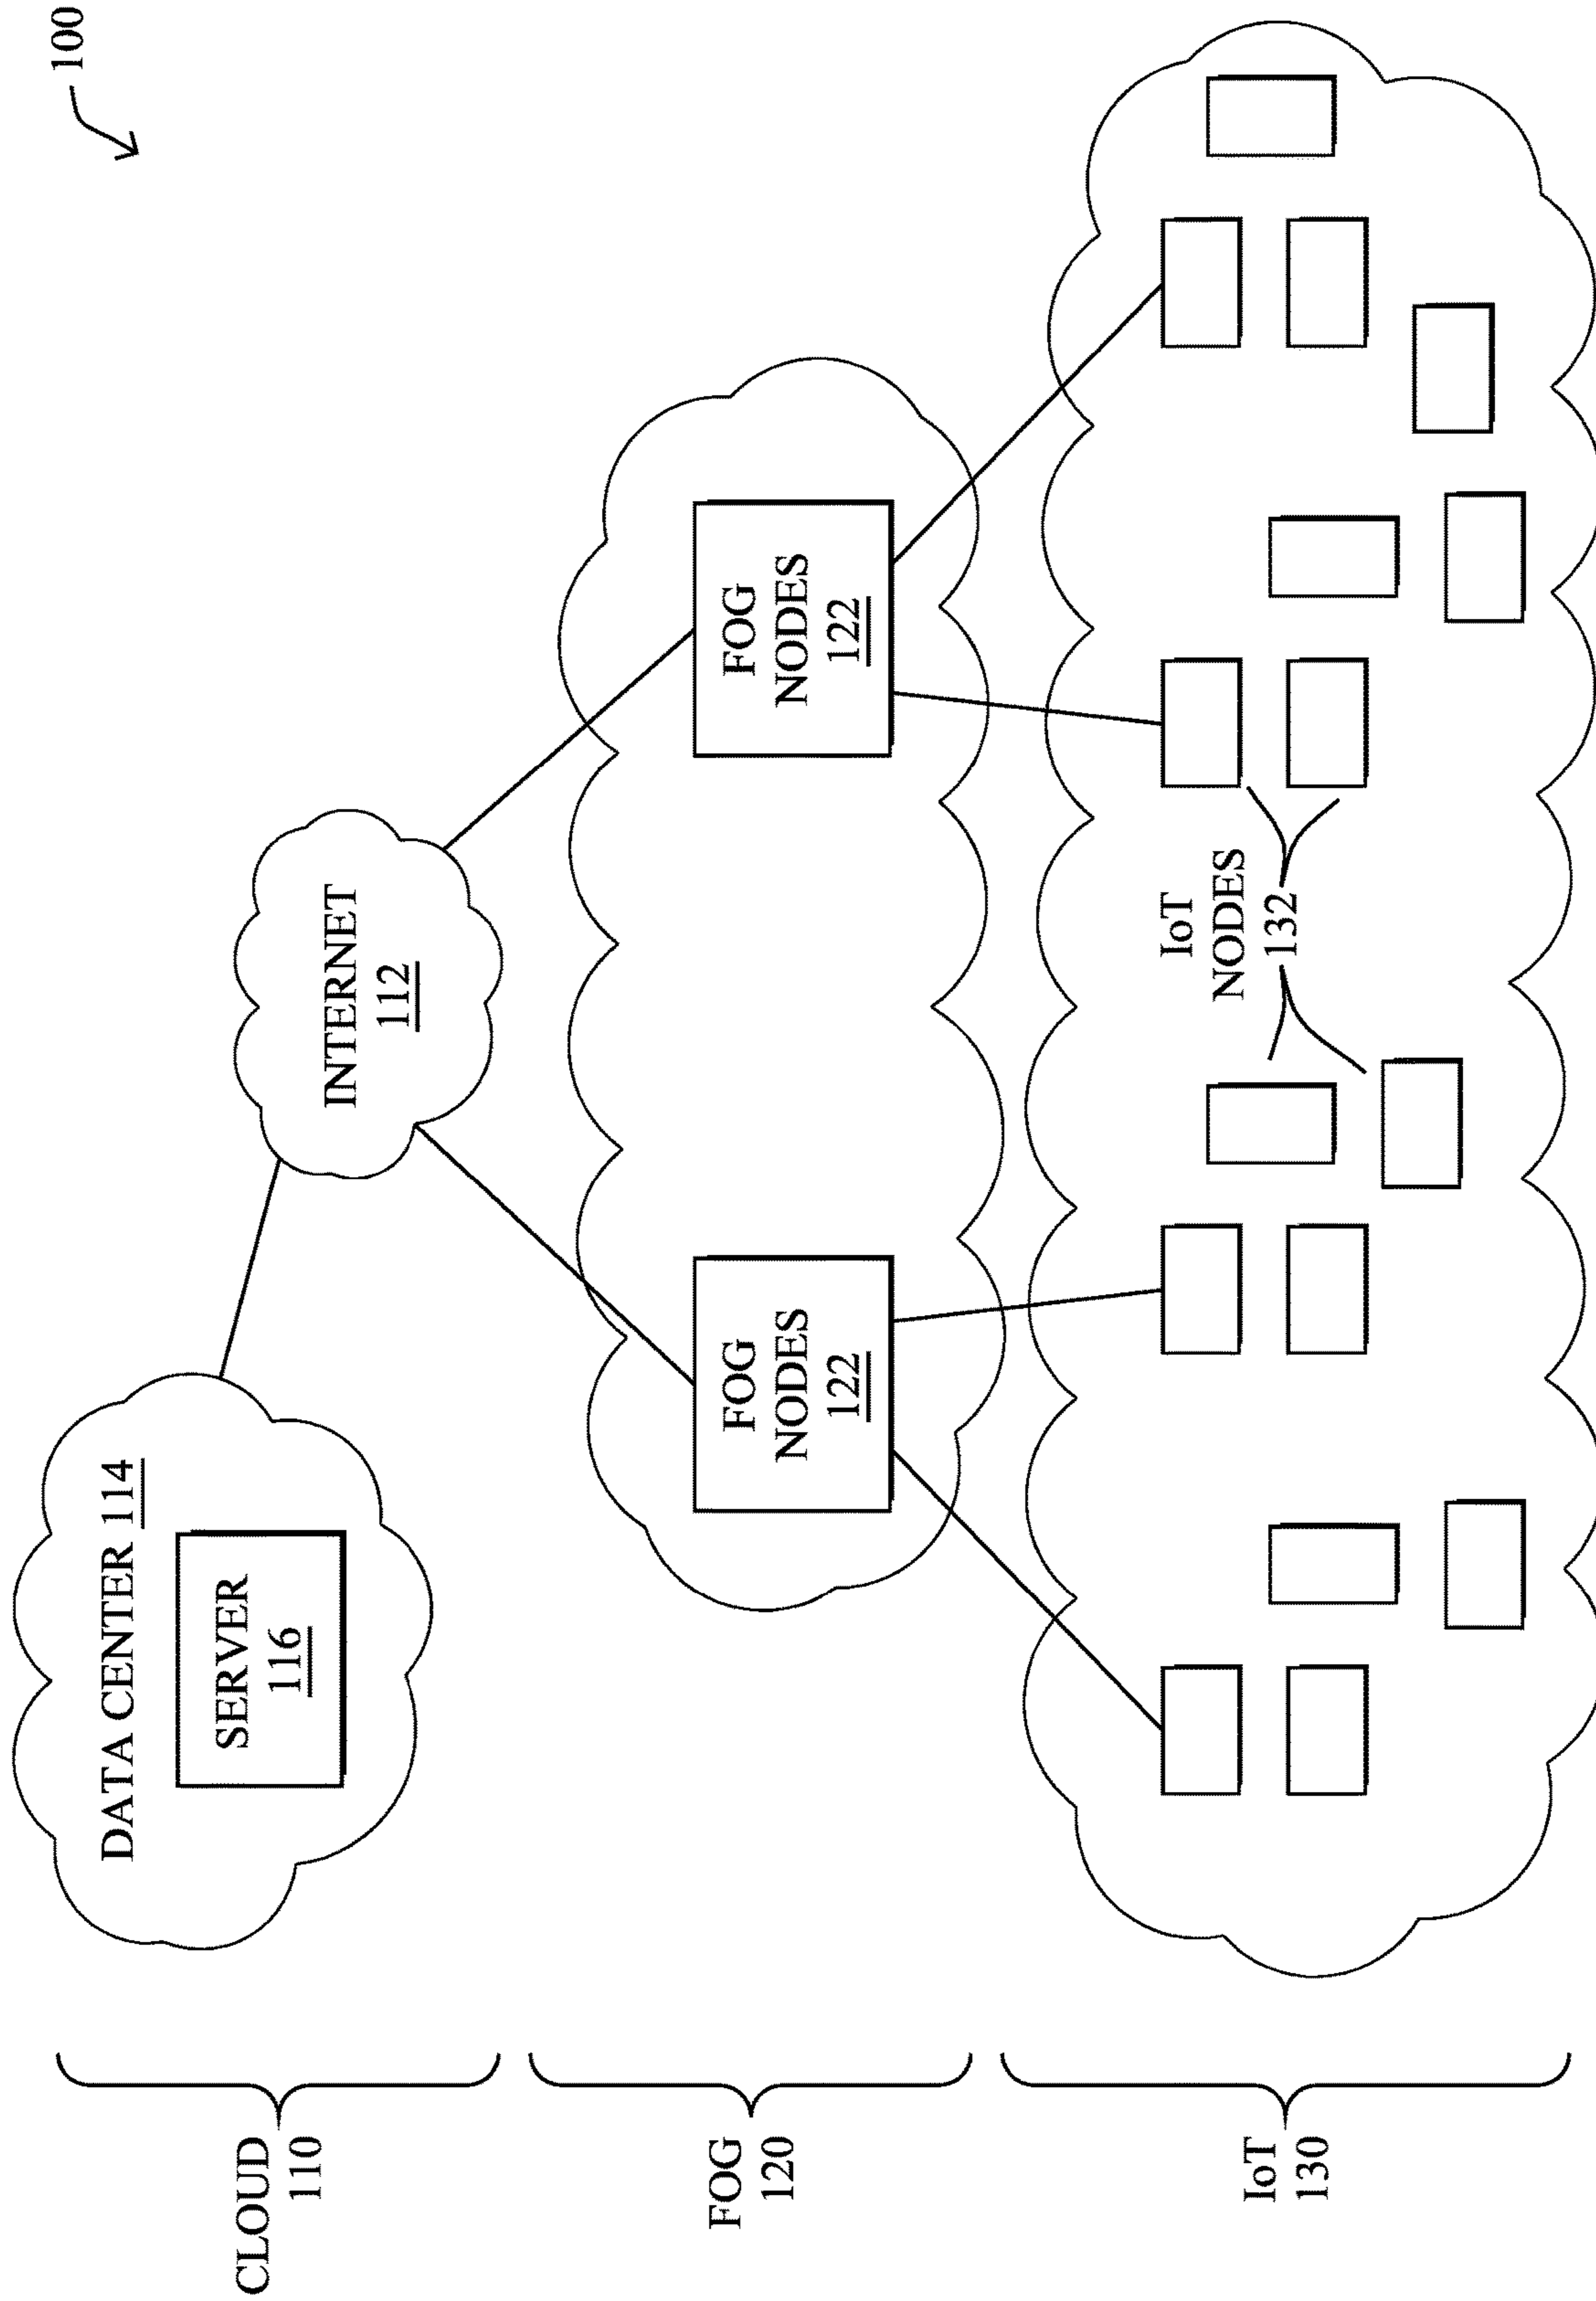 100
CLOUD
110
DATA CENTER 114
SERVER
116
INTERNET
112
FOG
120
FOG
NODES
122
FOG
NODES
122
IoT
130
IoT
NODES
132